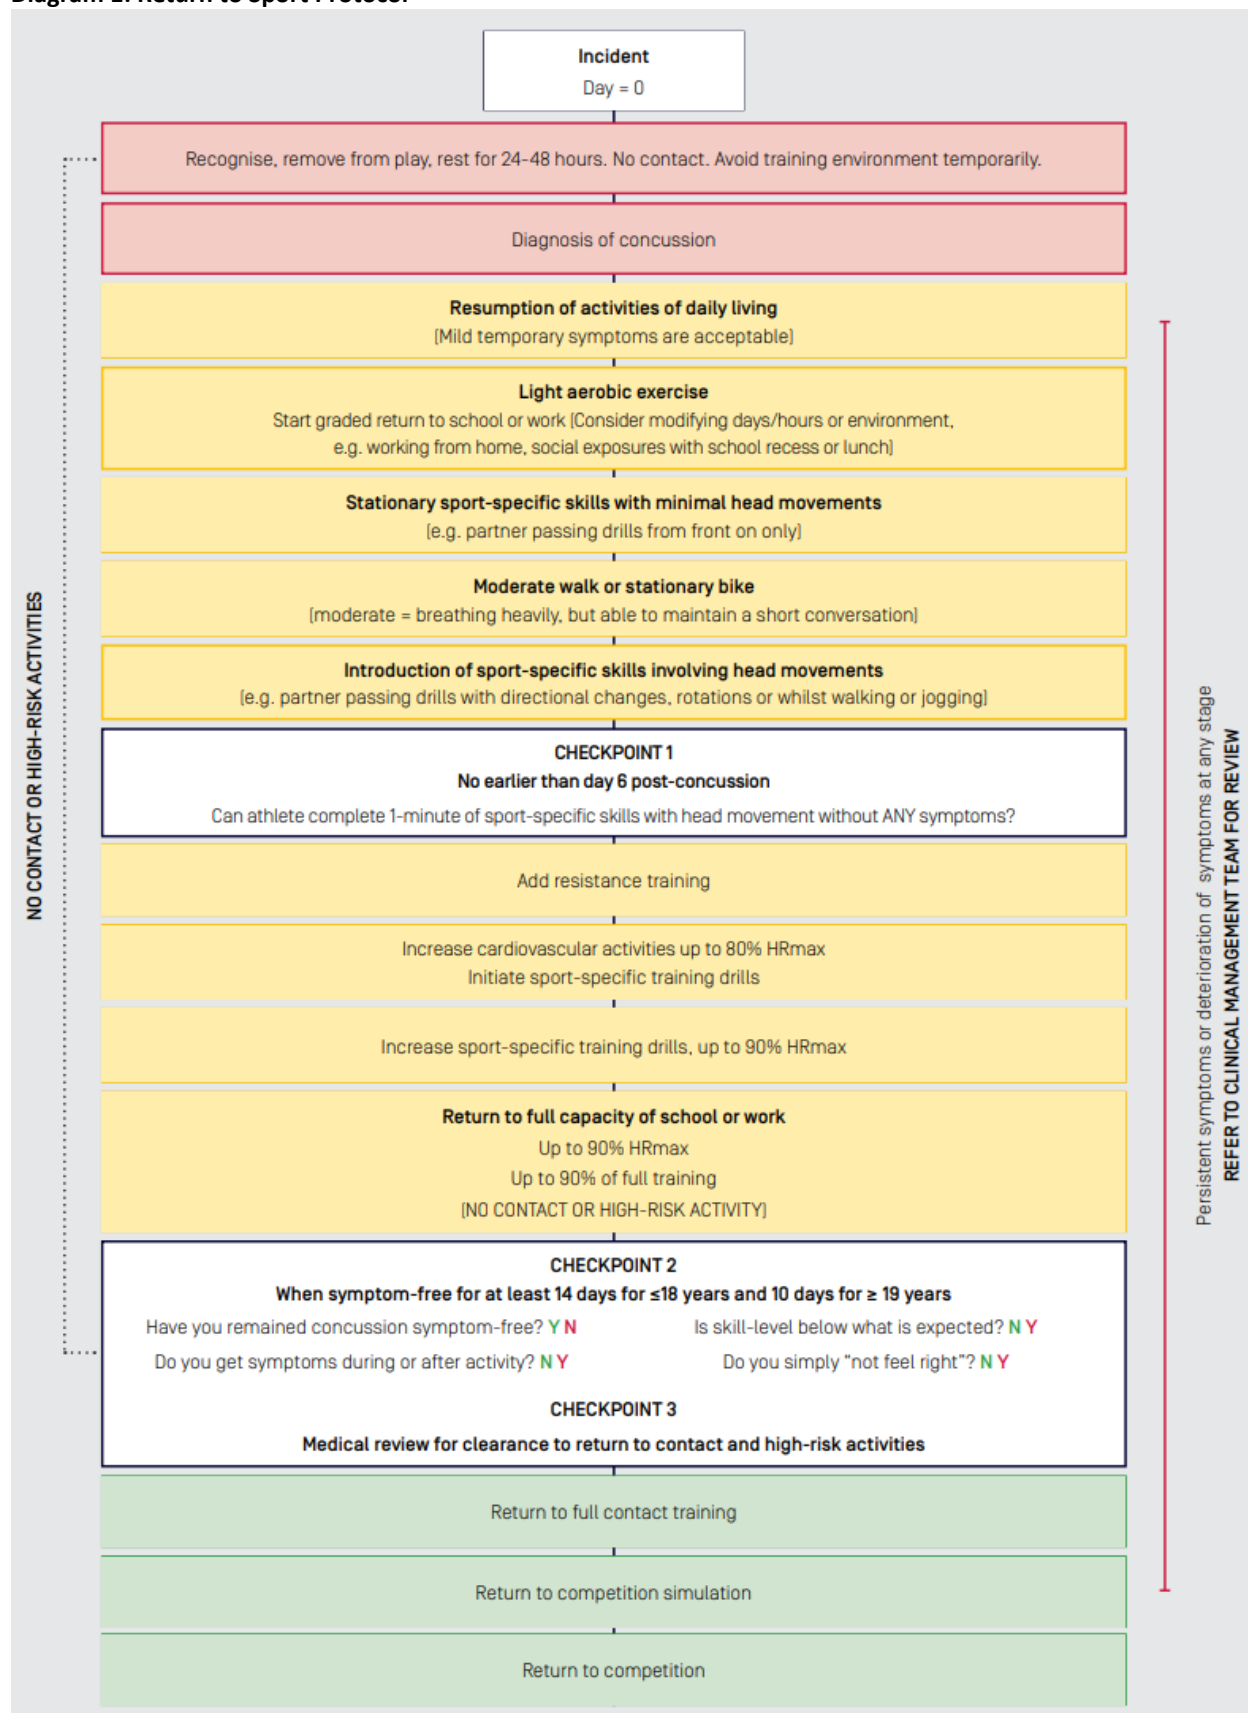 Diagram 1: Return to Sport Protocol
Incident
Day = 0
Recognise, remove from play, rest for 24-48 hours. No contact. Avoid training environment temporarily.
Diagnosis of concussion
Resumption of activities of daily living
(Mild temporary symptoms are acceptable)
Light aerobic exercise
Start graded return to school or work (Consider modifying days/hours or environment,
e.g. working from home, social exposures with school recess or lunch)
Stationary sport-specific skills with minimal head movements
(e.g. partner passing drills from front on only)
Moderate walk or stationary bike
(moderate = breathing heavily, but able to maintain a short conversation)
Introduction of sport-specific skills involving head movements
(e.g. partner passing drills with directional changes, rotations or whilst walking or jogging)
CHECKPOINT 1
No earlier than day 6 post-concussion
Can athlete complete 1-minute of sport-specific skills with head movement without ANY symptoms?
Add resistance training
Increase cardiovascular activities up to 80% HRmax
Initiate sport-specific training drills
Increase sport-specific training drills, up to 90% HRmax
Return to full capacity of school or work
Up to 90% HRmax
Up to 90% of full training
(NO CONTACT OR HIGH-RISK ACTIVITY)
CHECKPOINT 2
When symptom-free for at least 14 days for ≤18 years and 10 days for ≥ 19 years
Have you remained concussion symptom-free? Y N
Is skill-level below what is expected? N Y
Do you get symptoms during or after activity? N Y
Do you simply "not feel right"? N Y
CHECKPOINT 3
Medical review for clearance to return to contact and high-risk activities
Return to full contact training
Return to competition simulation
Return to competition
NO CONTACT OR HIGH-RISK ACTIVITIES
Persistent symptoms or deterioration of symptoms at any stage
REFER TO CLINICAL MANAGEMENT TEAM FOR REVIEW